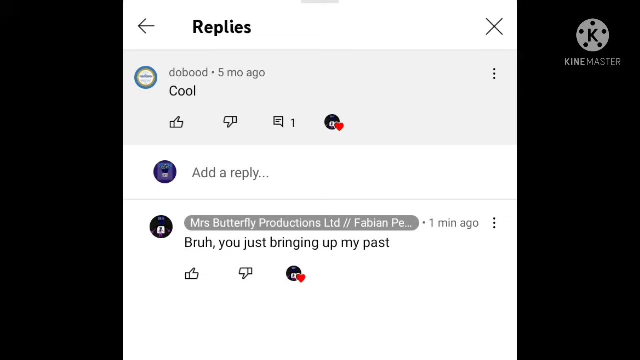 Replies
K
KINEMASTER
dobood • 5 mo ago
Cool
1
Add a reply...
Mrs Butterfly Productions Ltd // Fabian Pe... • 1 min ago
Bruh, you just bringing up my past